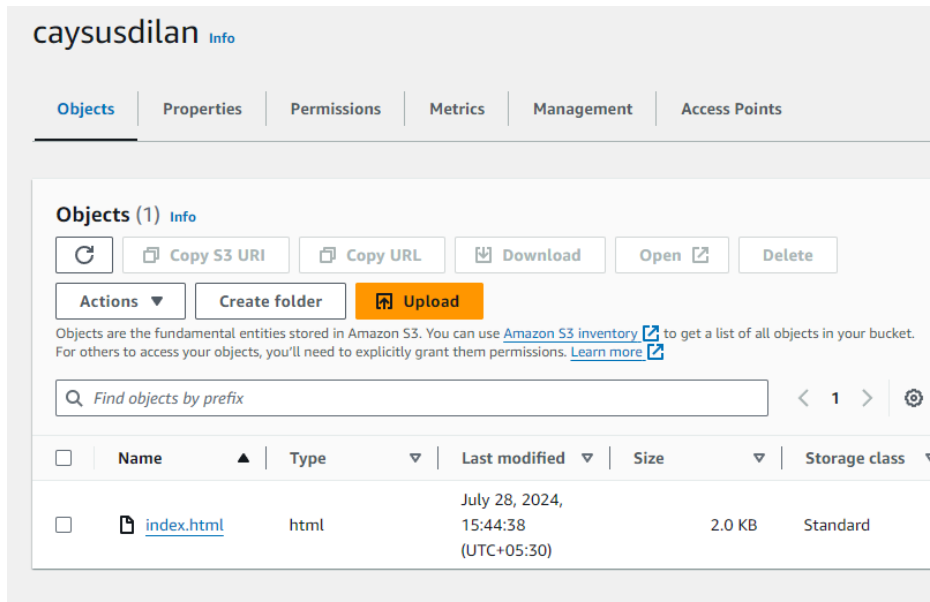 caysusdilan Info
Objects Properties Permissions Metrics Management Access Points
Objects (1) Info
Copy S3 URI Copy URL Download Open Delete
Actions Create folder Upload
Objects are the fundamental entities stored in Amazon S3. You can use Amazon S3 inventory to get a list of all objects in your bucket.
For others to access your objects, you'll need to explicitly grant them permissions. Learn more
Find objects by prefix 1
Name Type Last modified Size Storage class
July 28, 2024,
index.html html 15:44:38 2.0 KB Standard
(UTC+05:30)